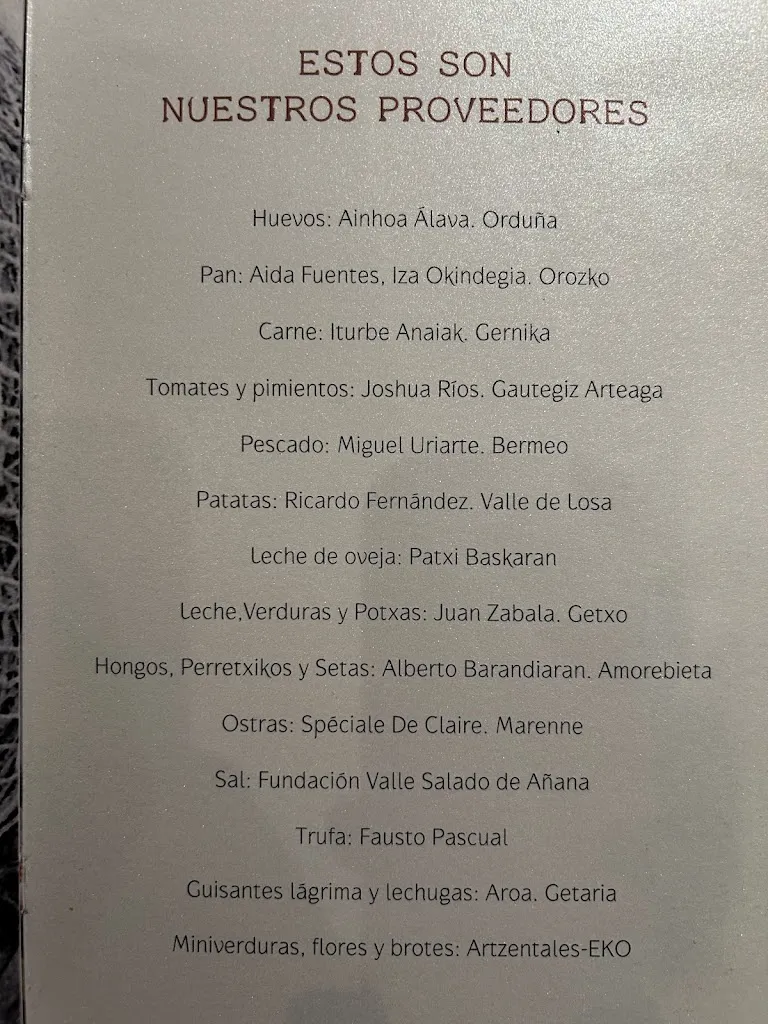 ESTOS SON
NUESTROS PROVEEDORES
Huevos: Ainhoa Álava. Orduña
Pan: Aida Fuentes, Iza Okindegia. Orozko
Carne: Iturbe Anaiak. Gernika
Tomates y pimientos: Joshua Ríos. Gautegiz Arteaga
Pescado: Miguel Uriarte. Bermeo
Patatas: Ricardo Fernández. Valle de Losa
Leche de oveja: Patxi Baskaran
Leche,Verduras y Potxas: Juan Zabala. Getxo
Hongos, Perretxikos y Setas: Alberto Barandiaran. Amorebieta
Ostras: Spéciale De Claire. Marenne
Sal: Fundación Valle Salado de Añana
Trufa: Fausto Pascual
Guisantes lágrima y lechugas: Aroa. Getaria
Miniverduras, flores y brotes: Artzentales-EKO